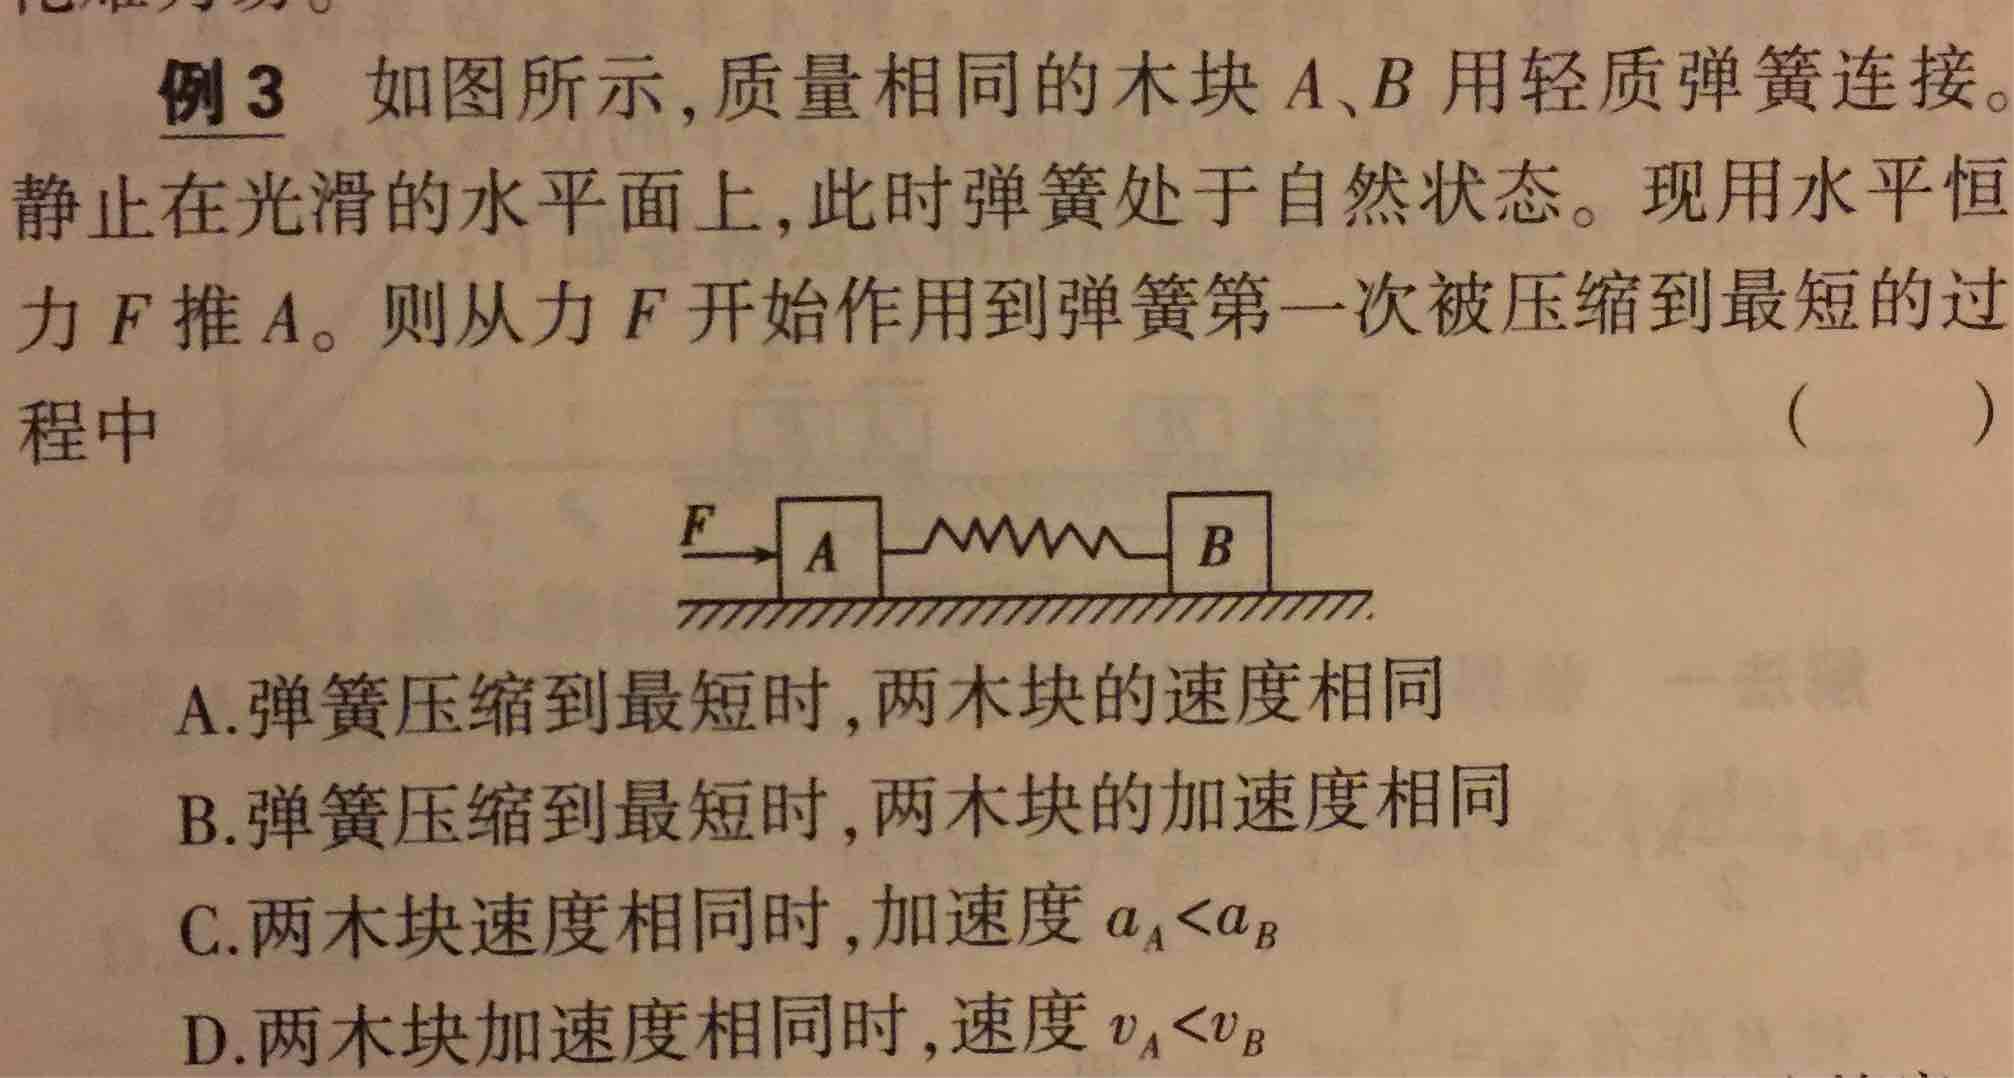 例3 如图所示,质量相同的木块 A、B 用轻质弹簧连接。
静止在光滑的水平面上,此时弹簧处于自然状态。现用水平恒
力 F 推 A。则从力 F 开始作用到弹簧第一次被压缩到最短的过
程中 ( )
F A B
A.弹簧压缩到最短时,两木块的速度相同
B.弹簧压缩到最短时,两木块的加速度相同
C.两木块速度相同时,加速度 a_A<a_B
D.两木块加速度相同时,速度 v_A<v_B